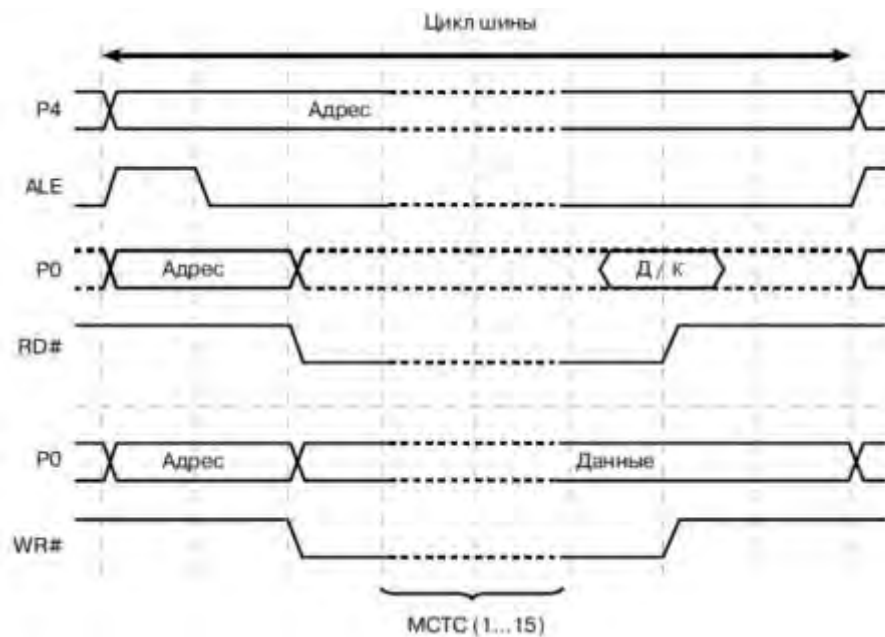 Цикл шины
P4
Адрес
ALE
P0
Адрес
Д / К
RD#
P0
Адрес
Данные
WR#
МСТС (1...15)